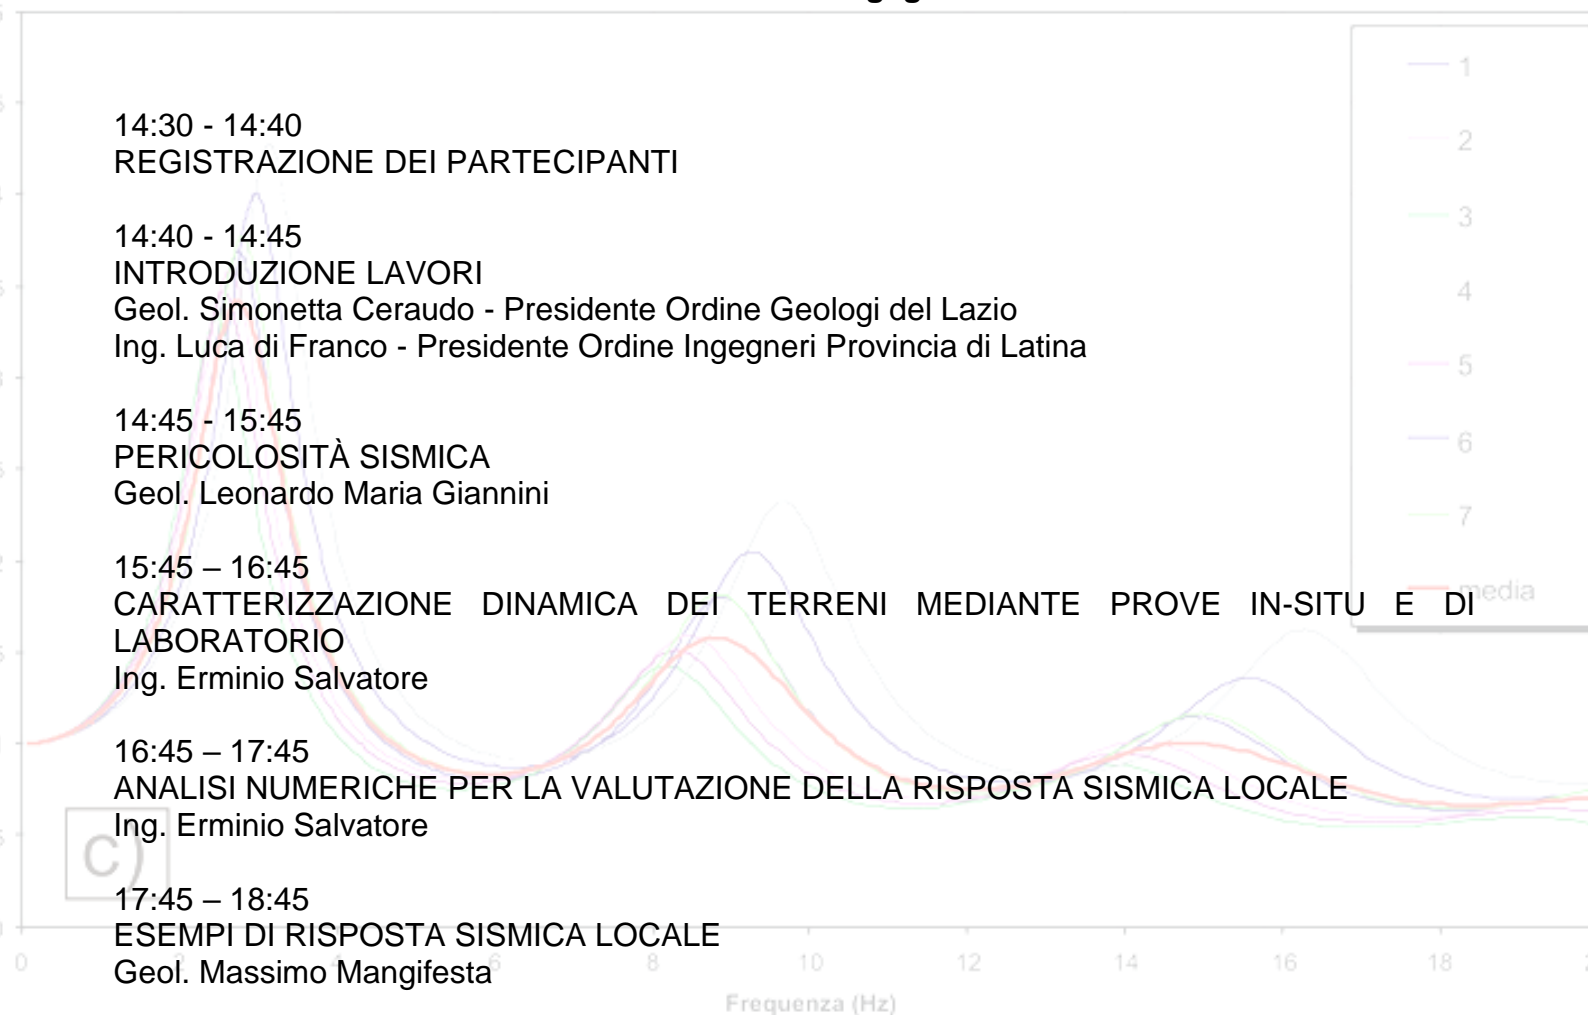 14:30 - 14:40
REGISTRAZIONE DEI PARTECIPANTI
14:40 - 14:45
INTRODUZIONE LAVORI
Geol. Simonetta Ceraudo - Presidente Ordine Geologi del Lazio
Ing. Luca di Franco - Presidente Ordine Ingegneri Provincia di Latina
14:45 - 15:45
PERICOLOSITÀ SISMICA
Geol. Leonardo Maria Giannini
15:45 – 16:45
CARATTERIZZAZIONE DINAMICA DEI TERRENI MEDIANTE PROVE IN-SITU E DI
LABORATORIO
Ing. Erminio Salvatore
16:45 – 17:45
ANALISI NUMERICHE PER LA VALUTAZIONE DELLA RISPOSTA SISMICA LOCALE
Ing. Erminio Salvatore
17:45 – 18:45
ESEMPI DI RISPOSTA SISMICA LOCALE
Geol. Massimo Mangifesta
1
2
3
4
5
6
7
media
c)
0 2 4 6 8 10 12 14 16 18
Frequenza (Hz)